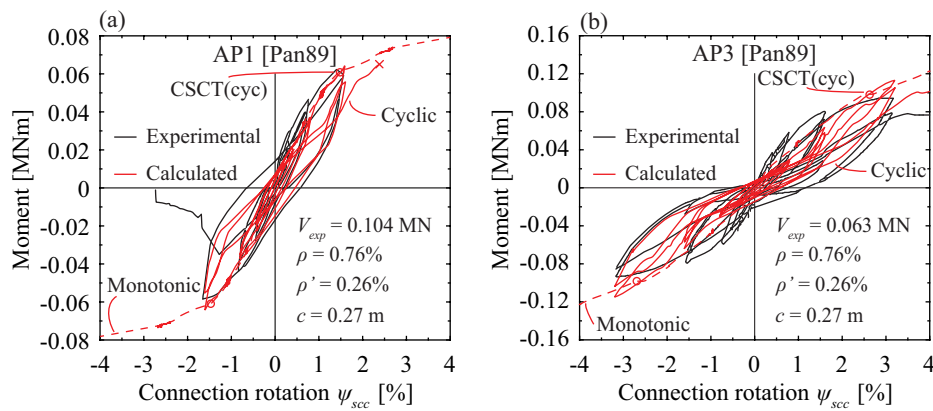 (a)
AP1 [Pan89]
CSCT(cyc)
Cyclic
Experimental
Calculated
Monotonic
V_exp = 0.104 MN
ρ = 0.76%
ρ' = 0.26%
c = 0.27 m
Moment [MNm]
0.08
0.06
0.04
0.02
0
-0.02
-0.04
-0.06
-0.08
-4 -3 -2 -1 0 1 2 3 4
Connection rotation ψ_scc [%]
(b)
AP3 [Pan89]
CSCT(cyc)
Experimental
Calculated
Cyclic
V_exp = 0.063 MN
ρ = 0.76%
ρ' = 0.26%
c = 0.27 m
Monotonic
Moment [MNm]
0.16
0.12
0.08
0.04
0
-0.04
-0.08
-0.12
-0.16
-4 -3 -2 -1 0 1 2 3 4
Connection rotation ψ_scc [%]